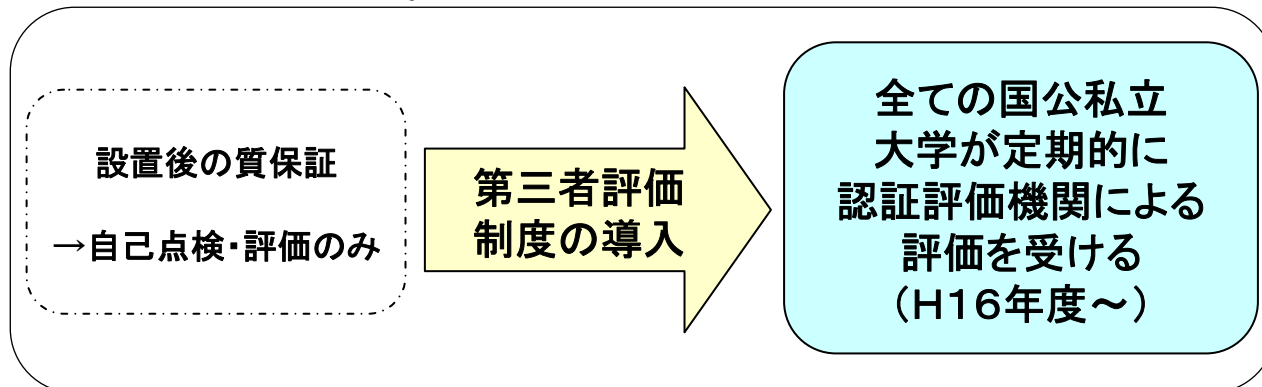 設置後の質保証
→自己点検・評価のみ
第三者評価
制度の導入
全ての国公私立
大学が定期的に
認証評価機関による
評価を受ける
（H16年度～）